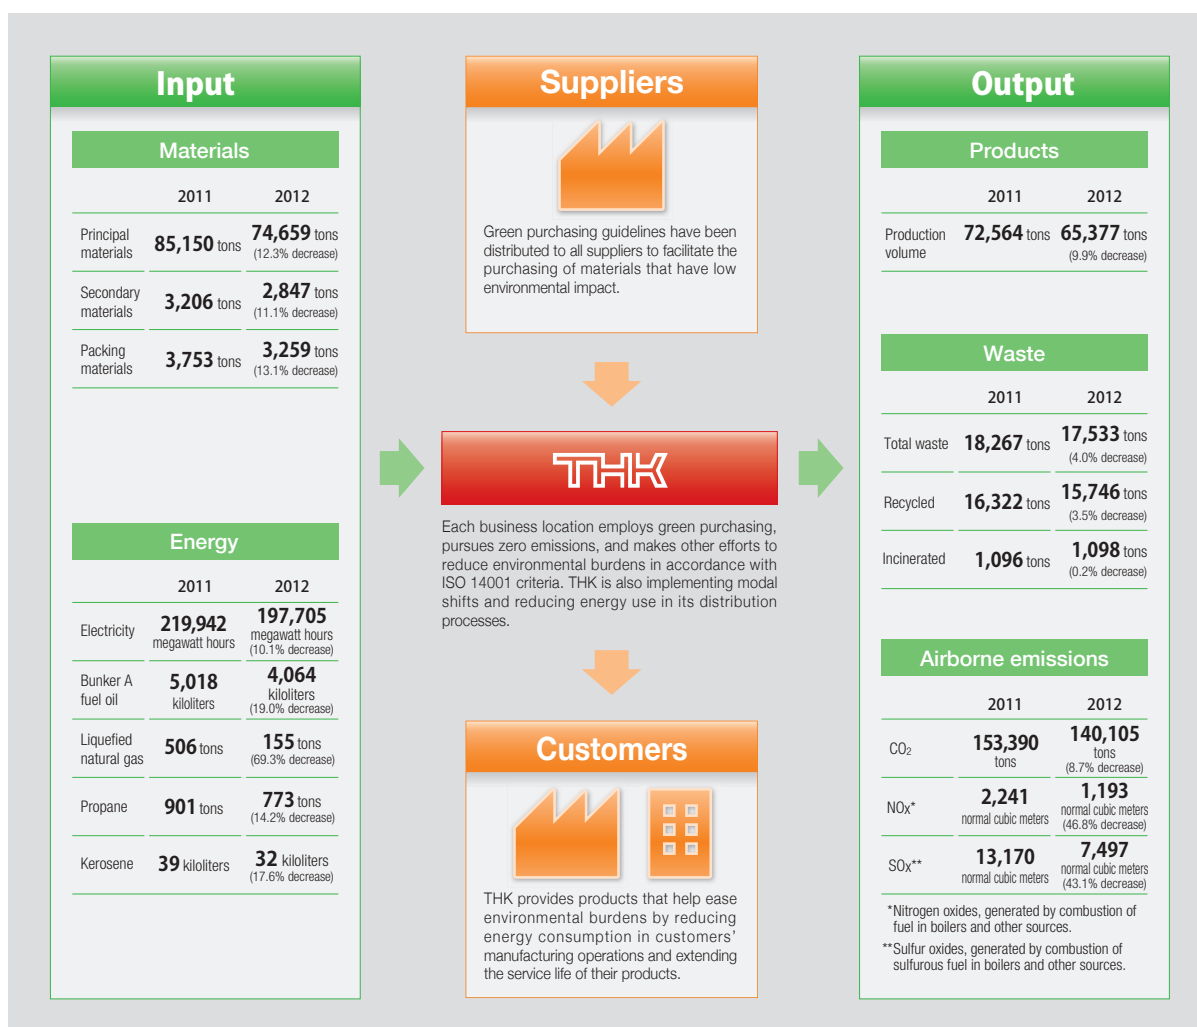 Input
Materials
2011 2012
Principal materials 85,150 tons 74,659 tons
(12.3% decrease)
Secondary materials 3,206 tons 2,847 tons
(11.1% decrease)
Packing materials 3,753 tons 3,259 tons
(13.1% decrease)
Energy
2011 2012
Electricity 219,942 megawatt hours 197,705 megawatt hours
(10.1% decrease)
Bunker A fuel oil 5,018 kiloliters 4,064 kiloliters
(19.0% decrease)
Liquefied natural gas 506 tons 155 tons
(69.3% decrease)
Propane 901 tons 773 tons
(14.2% decrease)
Kerosene 39 kiloliters 32 kiloliters
(17.6% decrease)
Suppliers
Green purchasing guidelines have been
distributed to all suppliers to facilitate the
purchasing of materials that have low
environmental impact.
THK
Each business location employs green purchasing,
pursues zero emissions, and makes other efforts to
reduce environmental burdens in accordance with
ISO 14001 criteria. THK is also implementing modal
shifts and reducing energy use in its distribution
processes.
Customers
THK provides products that help ease
environmental burdens by reducing
energy consumption in customers’
manufacturing operations and extending
the service life of their products.
Output
Products
2011 2012
Production volume 72,564 tons 65,377 tons
(9.9% decrease)
Waste
2011 2012
Total waste 18,267 tons 17,533 tons
(4.0% decrease)
Recycled 16,322 tons 15,746 tons
(3.5% decrease)
Incinerated 1,096 tons 1,098 tons
(0.2% decrease)
Airborne emissions
2011 2012
CO2 153,390 tons 140,105 tons
(8.7% decrease)
NOx* 2,241 normal cubic meters 1,193 normal cubic meters
(46.8% decrease)
SOx** 13,170 normal cubic meters 7,497 normal cubic meters
(43.1% decrease)
*Nitrogen oxides, generated by combustion of
fuel in boilers and other sources.
**Sulfur oxides, generated by combustion of
sulfurous fuel in boilers and other sources.